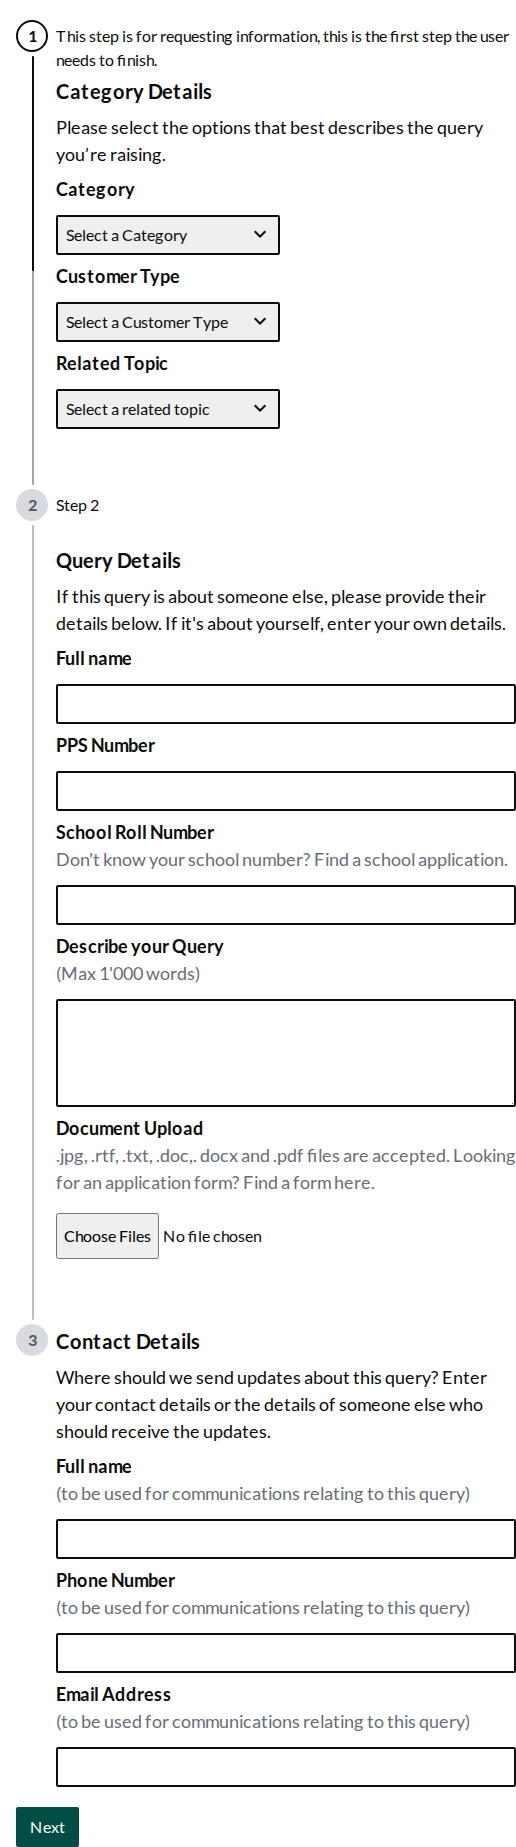 1
This step is for requesting information, this is the first step the user
needs to finish.
Category Details
Please select the options that best describes the query
you’re raising.
Category
Select a Category
Customer Type
Select a Customer Type
Related Topic
Select a related topic
2
Step 2
Query Details
If this query is about someone else, please provide their
details below. If it's about yourself, enter your own details.
Full name
PPS Number
School Roll Number
Don't know your school number? Find a school application.
Describe your Query
(Max 1'000 words)
Document Upload
.jpg, .rtf, .txt, .doc,. docx and .pdf files are accepted. Looking
for an application form? Find a form here.
Choose Files No file chosen
3
Contact Details
Where should we send updates about this query? Enter
your contact details or the details of someone else who
should receive the updates.
Full name
(to be used for communications relating to this query)
Phone Number
(to be used for communications relating to this query)
Email Address
(to be used for communications relating to this query)
Next